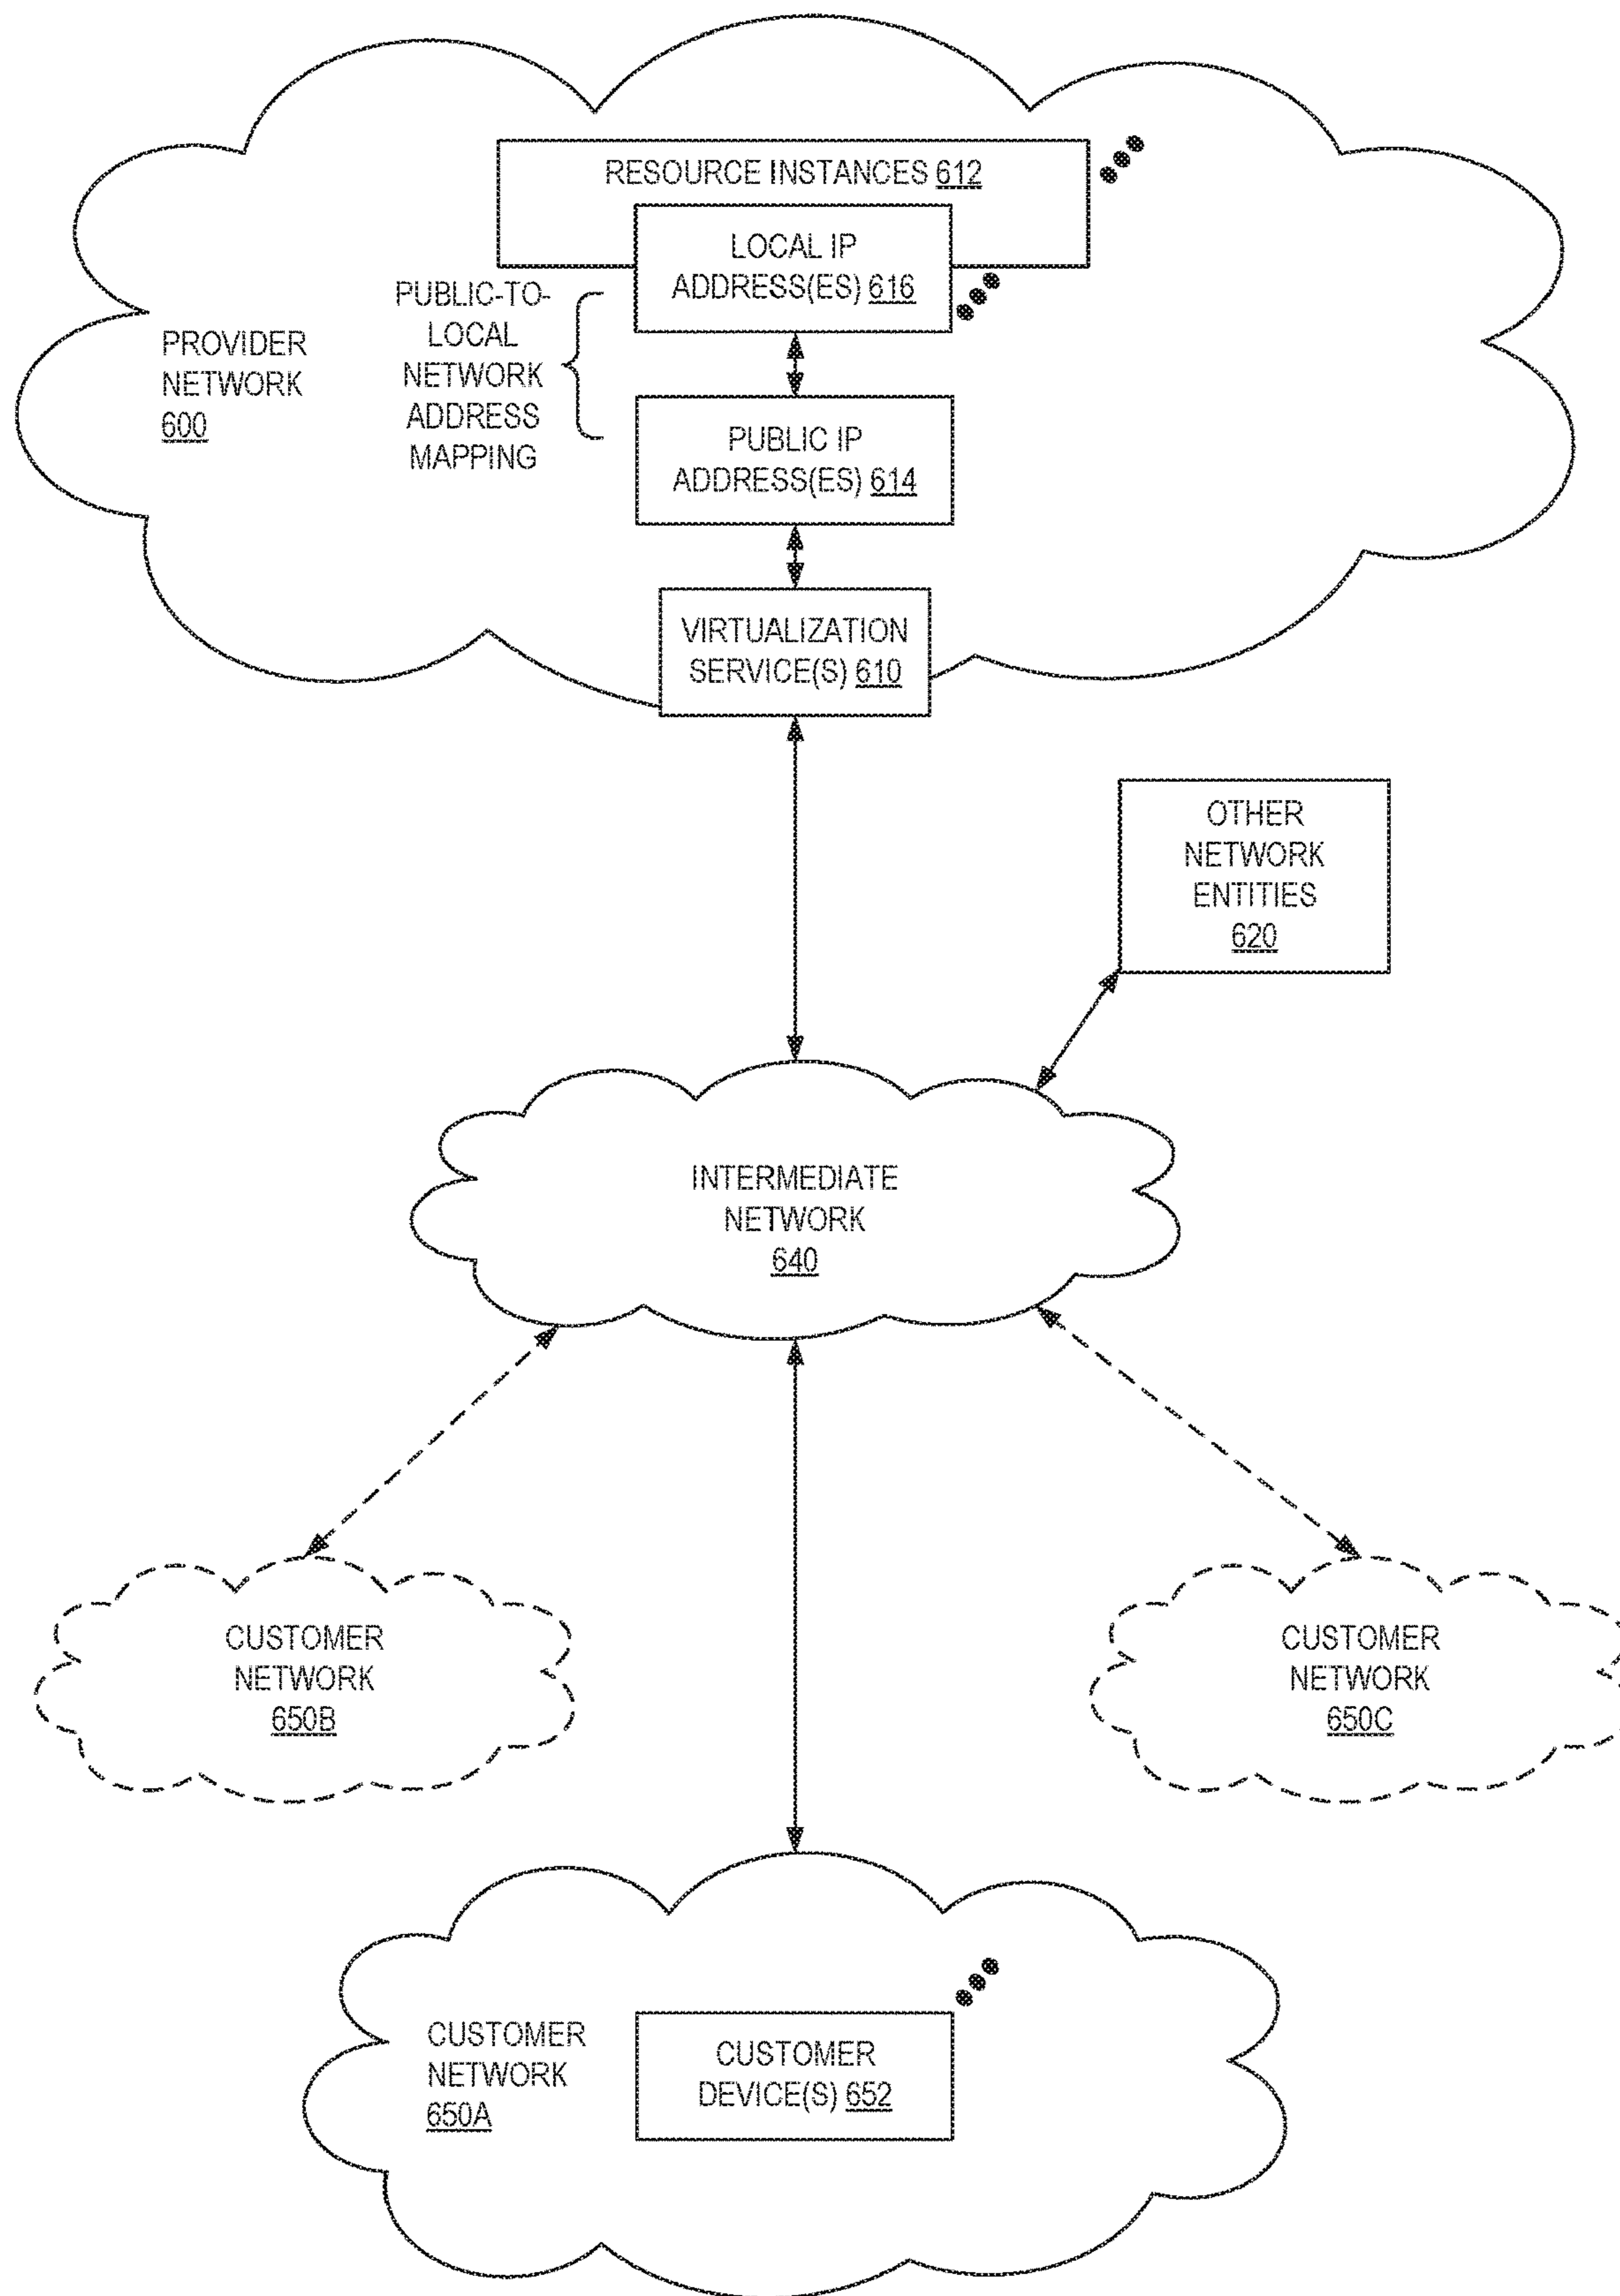 RESOURCE INSTANCES 612
LOCAL IP
ADDRESS(ES) 616
PUBLIC-TO-
LOCAL
NETWORK
ADDRESS
MAPPING
PROVIDER
NETWORK
600
PUBLIC IP
ADDRESS(ES) 614
VIRTUALIZATION
SERVICE(S) 610
OTHER
NETWORK
ENTITIES
620
INTERMEDIATE
NETWORK
640
CUSTOMER
NETWORK
650B
CUSTOMER
NETWORK
650C
CUSTOMER
NETWORK
650A
CUSTOMER
DEVICE(S) 652